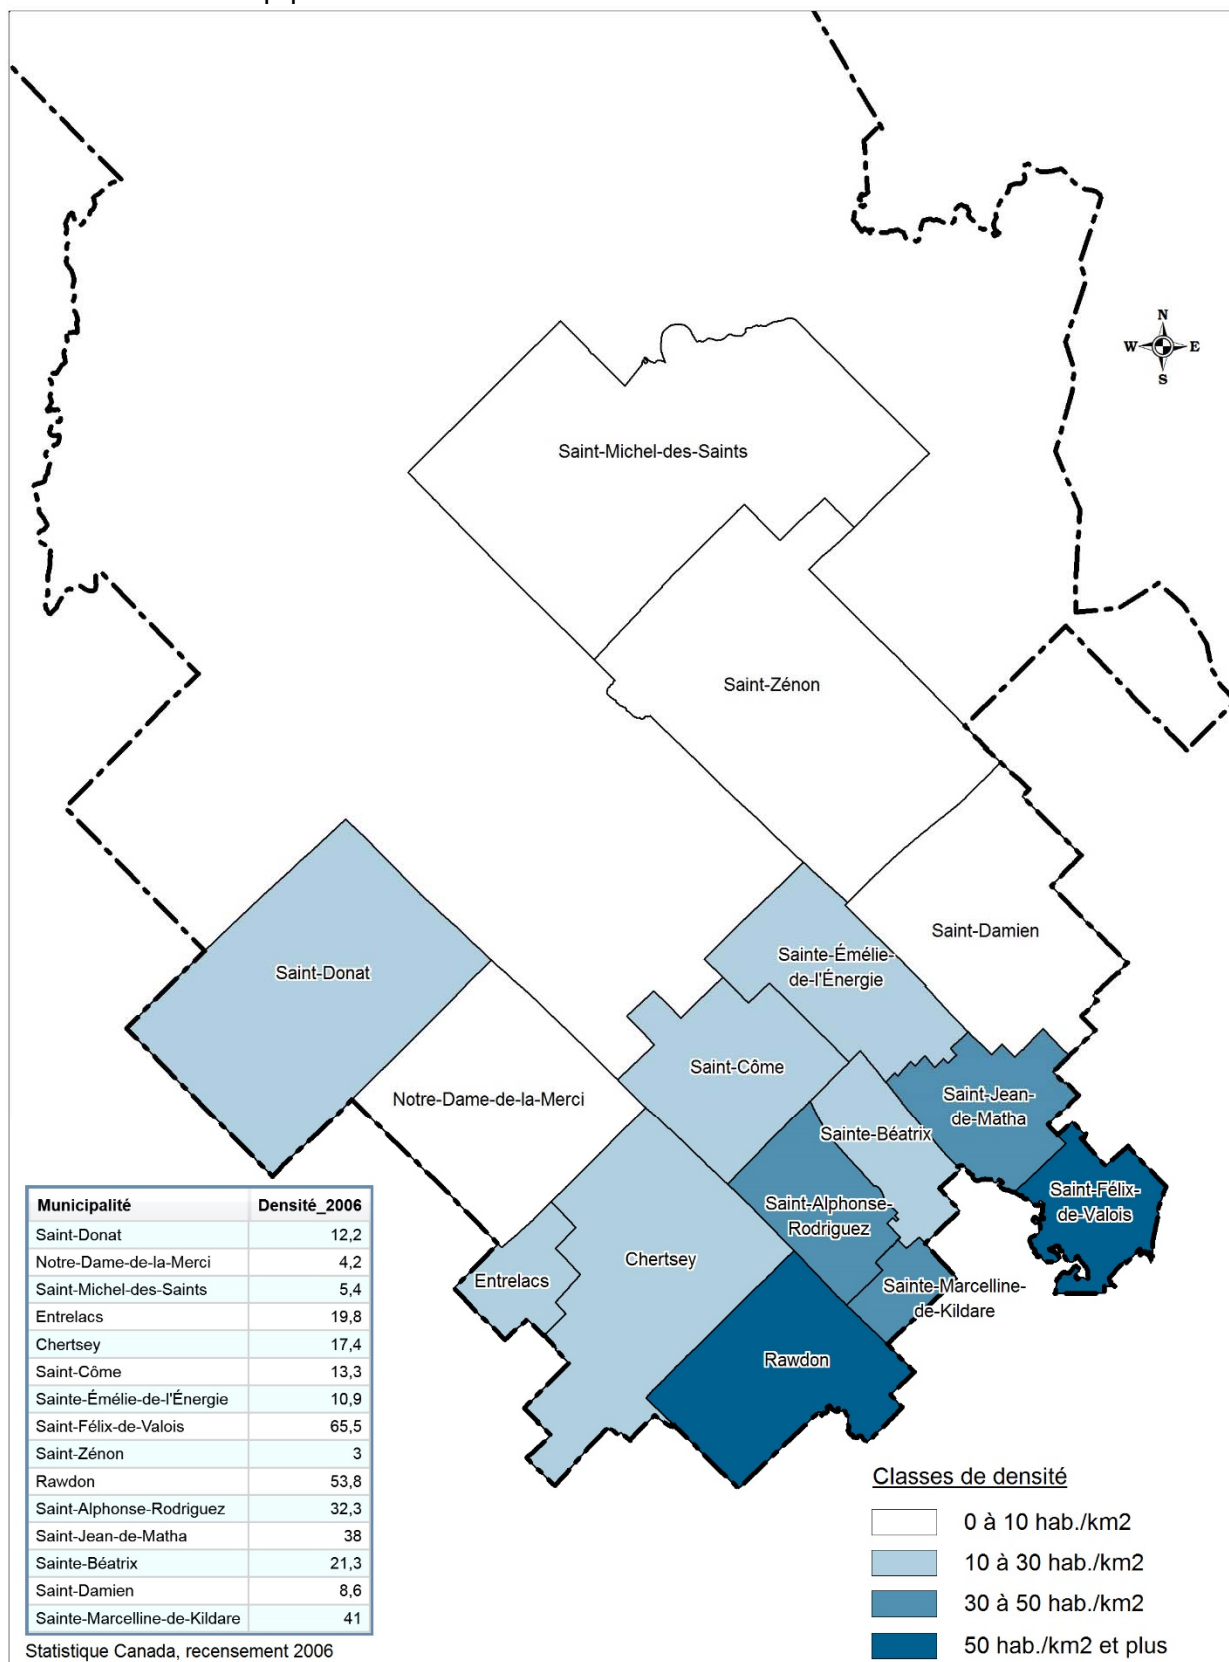 N
W E
S
Saint-Michel-des-Saints
Saint-Zénon
Saint-Damien
Sainte-Émélie-
de-l'Énergie
Saint-Donat
Saint-Côme
Notre-Dame-de-la-Merci
Saint-Jean-
de-Matha
Sainte-Béatrix
Saint-Félix-
de-Valois
Saint-Alphonse-
Rodriguez
Chertsey
Entrelacs
Sainte-Marcelline-
de-Kildare
Rawdon
Municipalité Densité_2006
Saint-Donat 12,2
Notre-Dame-de-la-Merci 4,2
Saint-Michel-des-Saints 5,4
Entrelacs 19,8
Chertsey 17,4
Saint-Côme 13,3
Sainte-Émélie-de-l'Énergie 10,9
Saint-Félix-de-Valois 65,5
Saint-Zénon 3
Rawdon 53,8
Saint-Alphonse-Rodriguez 32,3
Saint-Jean-de-Matha 38
Sainte-Béatrix 21,3
Saint-Damien 8,6
Sainte-Marcelline-de-Kildare 41
Statistique Canada, recensement 2006
Classes de densité
0 à 10 hab./km2
10 à 30 hab./km2
30 à 50 hab./km2
50 hab./km2 et plus